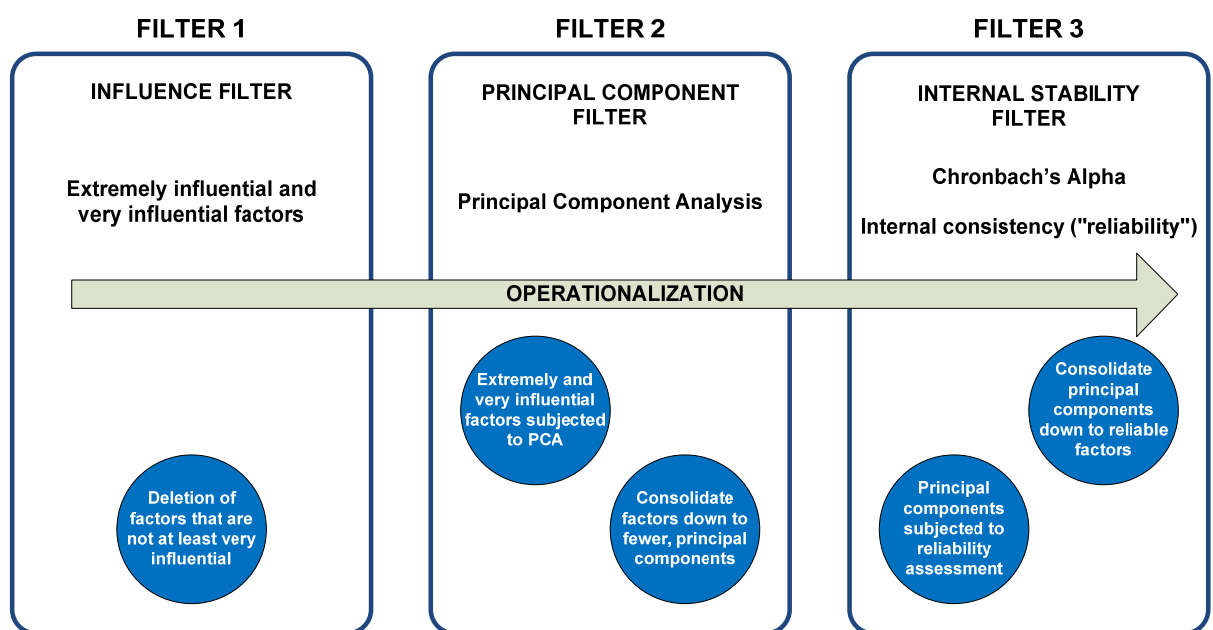 FILTER 1
INFLUENCE FILTER
Extremely influential and
very influential factors
FILTER 2
PRINCIPAL COMPONENT
FILTER
Principal Component Analysis
FILTER 3
INTERNAL STABILITY
FILTER
Chronbach's Alpha
Internal consistency ("reliability")
OPERATIONALIZATION
Deletion of
factors that are
not at least very
influential
Extremely and
very influential
factors subjected
to PCA
Consolidate
factors down to
fewer, principal
components
Principal
components
subjected to
reliability
assessment
Consolidate
principal
components
down to reliable
factors